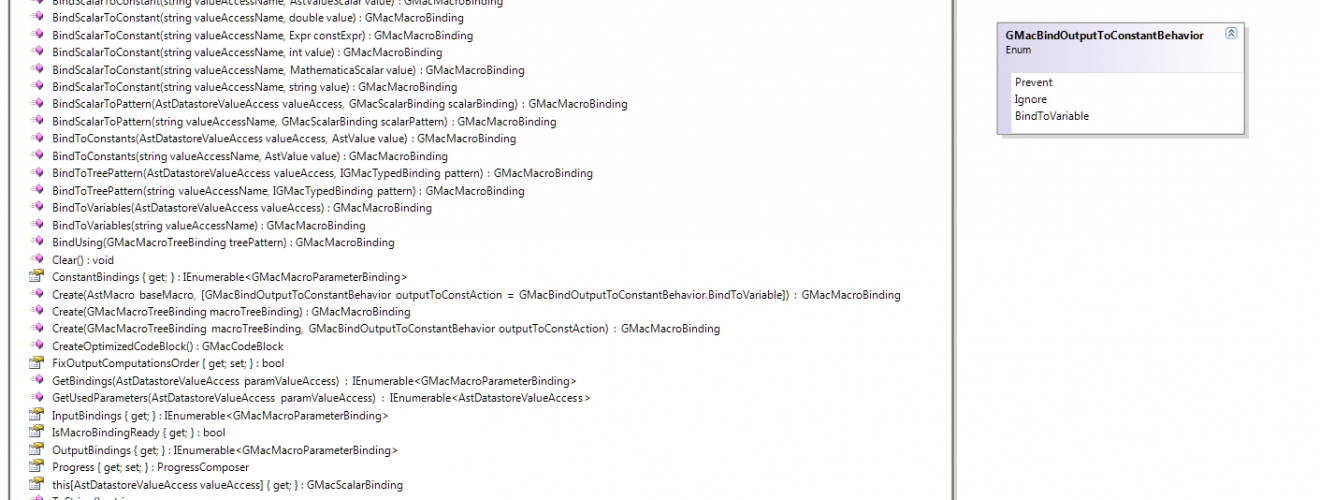 BindScalarToConstant(string valueAccessName, AstValueScalar value) : GMacMacroBinding
BindScalarToConstant(string valueAccessName, double value) : GMacMacroBinding
BindScalarToConstant(string valueAccessName, Expr constExpr) : GMacMacroBinding
BindScalarToConstant(string valueAccessName, int value) : GMacMacroBinding
BindScalarToConstant(string valueAccessName, MathematicaScalar value) : GMacMacroBinding
BindScalarToConstant(string valueAccessName, string value) : GMacMacroBinding
BindScalarToPattern(AstDatastoreValueAccess valueAccess, GMacScalarBinding scalarBinding) : GMacMacroBinding
BindScalarToPattern(string valueAccessName, GMacScalarBinding scalarPattern) : GMacMacroBinding
BindToConstants(AstDatastoreValueAccess valueAccess, AstValue value) : GMacMacroBinding
BindToConstants(string valueAccessName, AstValue value) : GMacMacroBinding
BindToTreePattern(AstDatastoreValueAccess valueAccess, IGMacTypedBinding pattern) : GMacMacroBinding
BindToTreePattern(string valueAccessName, IGMacTypedBinding pattern) : GMacMacroBinding
BindToVariables(AstDatastoreValueAccess valueAccess) : GMacMacroBinding
BindToVariables(string valueAccessName) : GMacMacroBinding
BindUsing(GMacMacroTreeBinding treePattern) : GMacMacroBinding
Clear() : void
ConstantBindings { get; } : IEnumerable<GMacMacroParameterBinding>
Create(AstMacro baseMacro, [GMacBindOutputToConstantBehavior outputToConstAction = GMacBindOutputToConstantBehavior.BindToVariable]) : GMacMacroBinding
Create(GMacMacroTreeBinding macroTreeBinding) : GMacMacroBinding
Create(GMacMacroTreeBinding macroTreeBinding, GMacBindOutputToConstantBehavior outputToConstAction) : GMacMacroBinding
CreateOptimizedCodeBlock() : GMacCodeBlock
FixOutputComputationsOrder { get; set; } : bool
GetBindings(AstDatastoreValueAccess paramValueAccess) : IEnumerable<GMacMacroParameterBinding>
GetUsedParameters(AstDatastoreValueAccess paramValueAccess) : IEnumerable<AstDatastoreValueAccess>
InputBindings { get; } : IEnumerable<GMacMacroParameterBinding>
IsMacroBindingReady { get; } : bool
OutputBindings { get; } : IEnumerable<GMacMacroParameterBinding>
Progress { get; set; } : ProgressComposer
this[AstDatastoreValueAccess valueAccess] { get; } : GMacScalarBinding
GMacBindOutputToConstantBehavior
Enum
Prevent
Ignore
BindToVariable